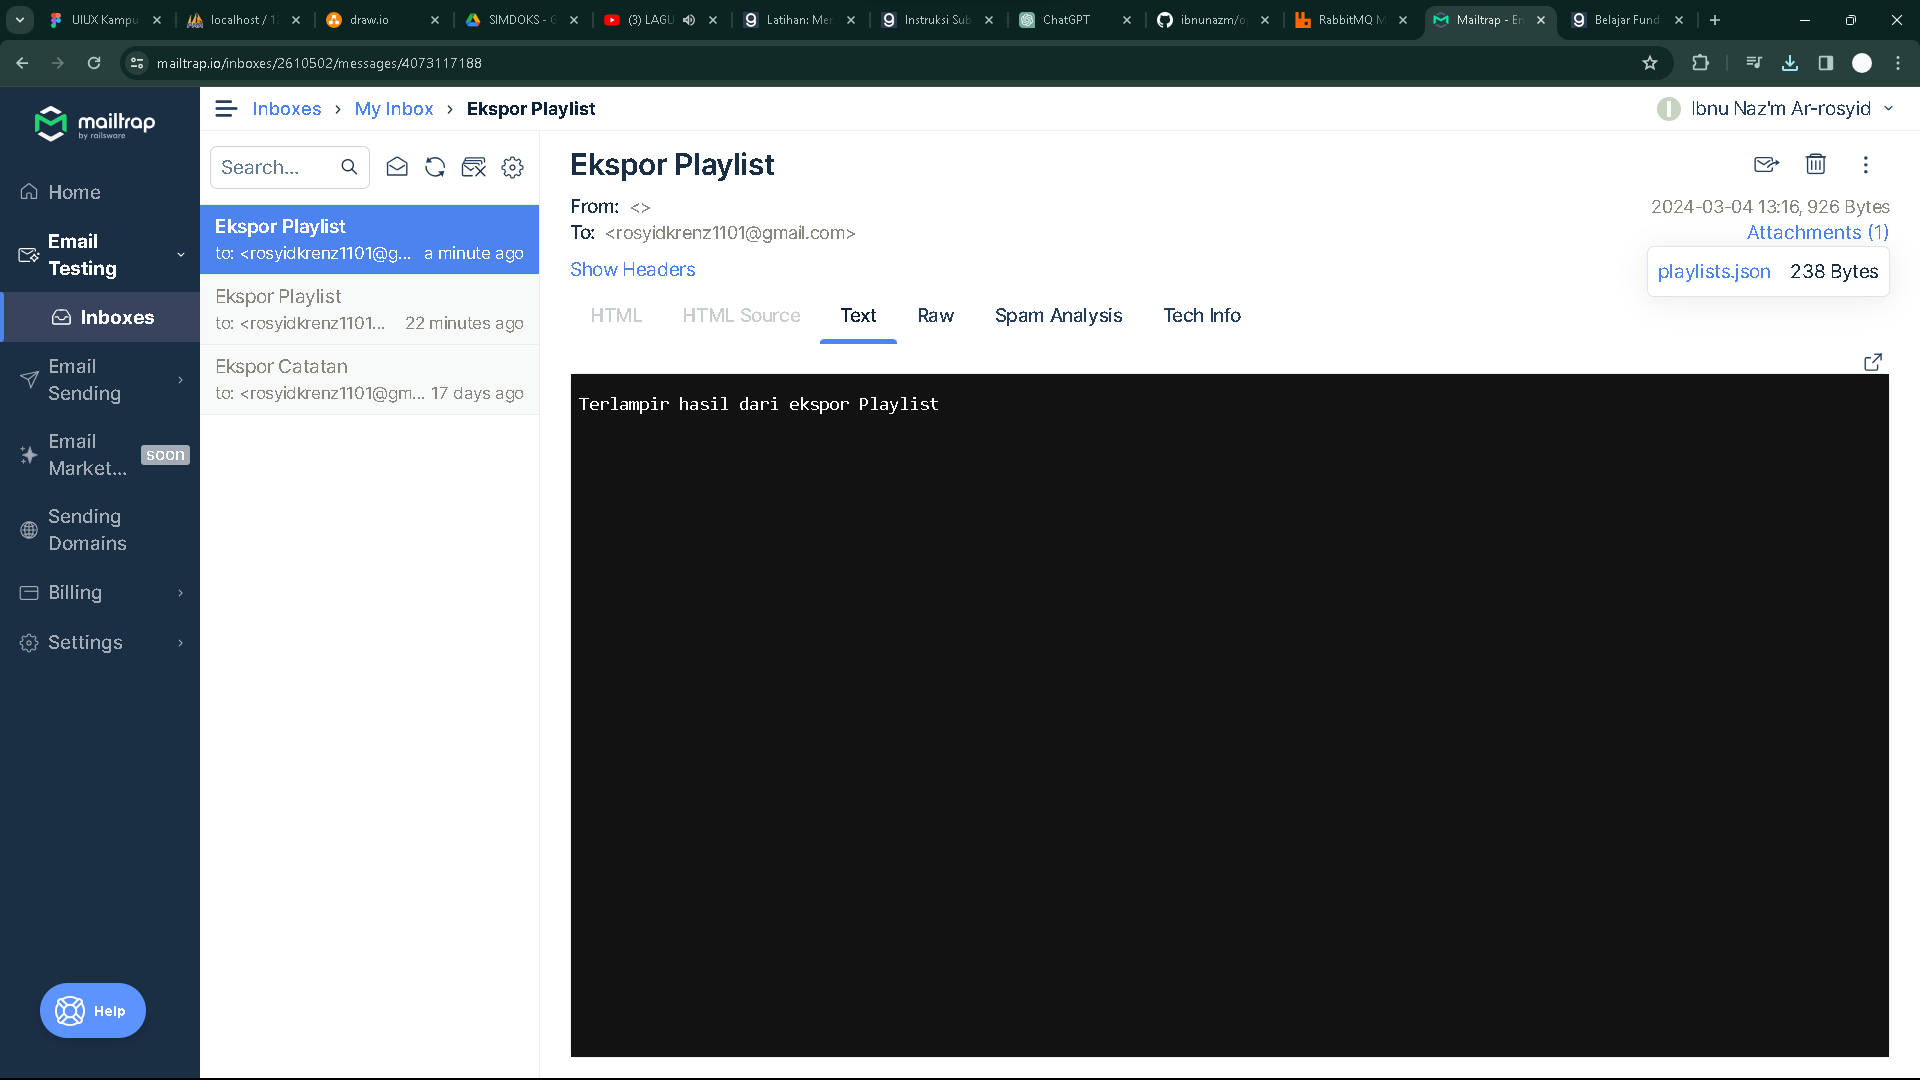 UIUX Kampu
localhost / 12
draw.io
SIMDOKS - G
(3) LAGU
Latihan: Mer
Instruksi Sub
ChatGPT
ibnunazm/o
RabbitMQ M
Mailtrap - En
Belajar Fund
mailtrap.io/inboxes/2610502/messages/4073117188
mailtrap
by railsware
Home
Email
Testing
Inboxes
Email
Sending
Email
Market...
soon
Sending
Domains
Billing
Settings
Help
Inboxes › My Inbox › Ekspor Playlist
Ibnu Naz'm Ar-rosyid
Search...
Ekspor Playlist
to: <rosyidkrenz1101@g... a minute ago
Ekspor Playlist
to: <rosyidkrenz1101... 22 minutes ago
Ekspor Catatan
to: <rosyidkrenz1101@gm... 17 days ago
Ekspor Playlist
From: <>
To: <rosyidkrenz1101@gmail.com>
Show Headers
2024-03-04 13:16, 926 Bytes
Attachments (1)
playlists.json 238 Bytes
HTML
HTML Source
Text
Raw
Spam Analysis
Tech Info
Terlampir hasil dari ekspor Playlist